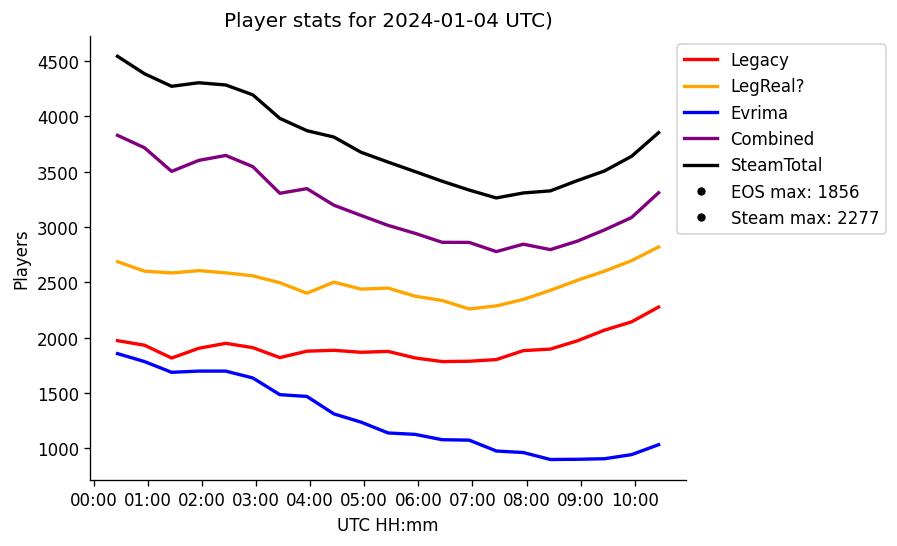 Player stats for 2024-01-04 UTC)
Players
4500
4000
3500
3000
2500
2000
1500
1000
00:00 01:00 02:00 03:00 04:00 05:00 06:00 07:00 08:00 09:00 10:00
UTC HH:mm
Legacy
LegReal?
Evrima
Combined
SteamTotal
EOS max: 1856
Steam max: 2277